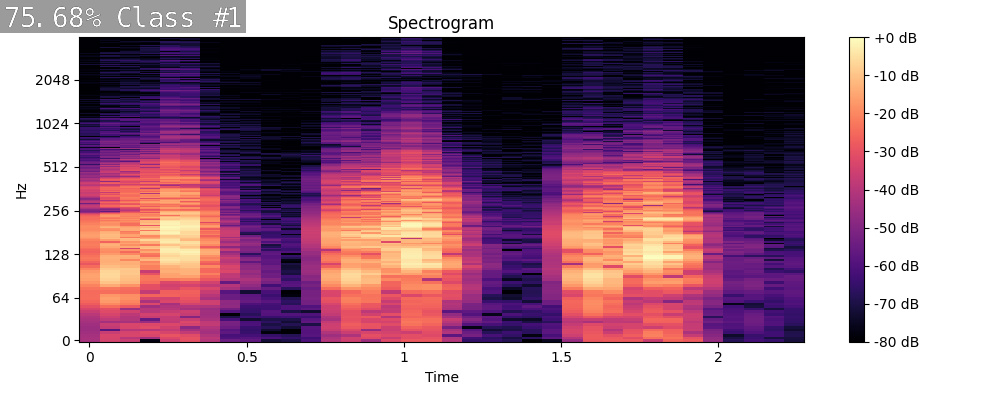 75.68% Class #1
Spectrogram
Hz
2048
1024
512
256
128
64
0
0 0.5 1 1.5 2
Time
+0 dB
-10 dB
-20 dB
-30 dB
-40 dB
-50 dB
-60 dB
-70 dB
-80 dB